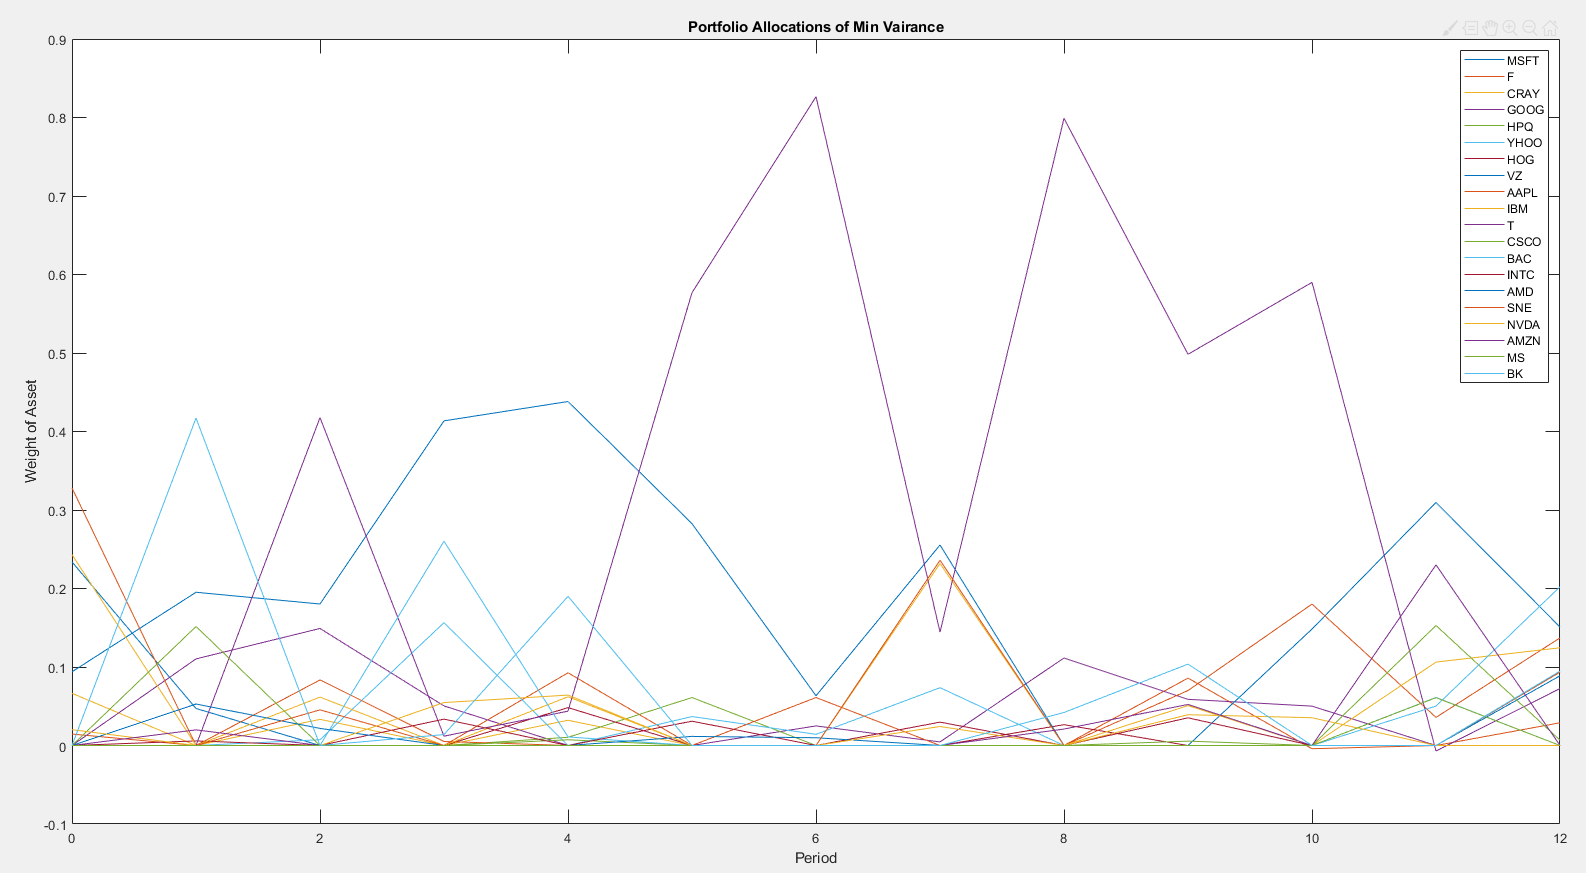 Portfolio Allocations of Min Vairance
0.9
0.8
0.7
0.6
0.5
0.4
0.3
0.2
0.1
0
-0.1
Weight of Asset
0 2 4 6 8 10 12
Period
MSFT
F
CRAY
GOOG
HPQ
YHOO
HOG
VZ
AAPL
IBM
T
CSCO
BAC
INTC
AMD
SNE
NVDA
AMZN
MS
BK